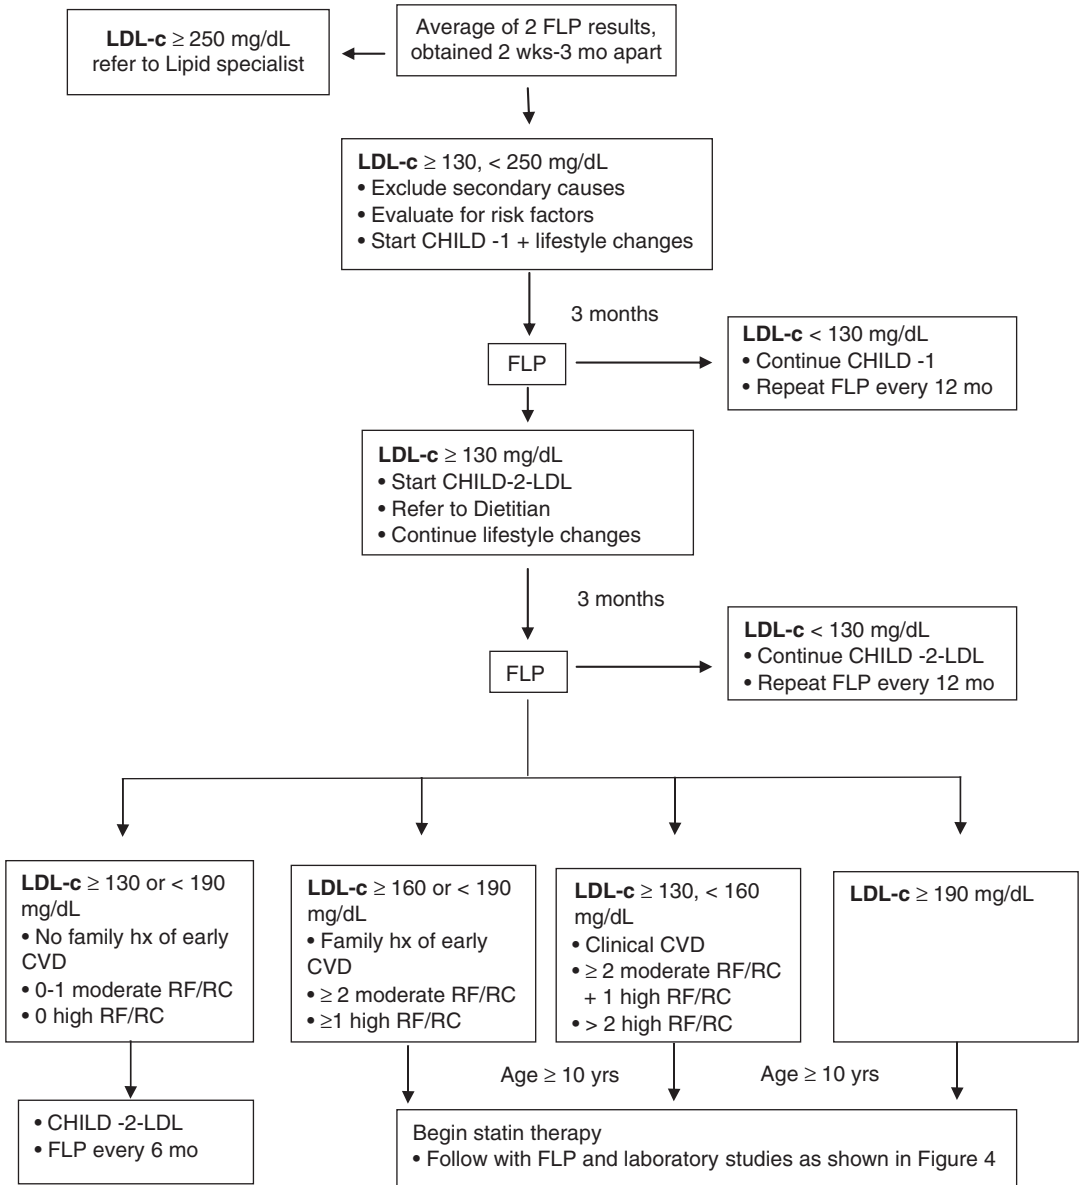 LDL-c ≥ 250 mg/dL
refer to Lipid specialist
Average of 2 FLP results,
obtained 2 wks-3 mo apart
LDL-c ≥ 130, < 250 mg/dL
• Exclude secondary causes
• Evaluate for risk factors
• Start CHILD -1 + lifestyle changes
3 months
FLP
LDL-c < 130 mg/dL
• Continue CHILD -1
• Repeat FLP every 12 mo
LDL-c ≥ 130 mg/dL
• Start CHILD-2-LDL
• Refer to Dietitian
• Continue lifestyle changes
3 months
FLP
LDL-c < 130 mg/dL
• Continue CHILD -2-LDL
• Repeat FLP every 12 mo
LDL-c ≥ 130 or < 190
mg/dL
• No family hx of early
CVD
• 0-1 moderate RF/RC
• 0 high RF/RC
LDL-c ≥ 160 or < 190
mg/dL
• Family hx of early
CVD
• ≥ 2 moderate RF/RC
• ≥1 high RF/RC
LDL-c ≥ 130, < 160
mg/dL
• Clinical CVD
• ≥ 2 moderate RF/RC
+ 1 high RF/RC
• > 2 high RF/RC
LDL-c ≥ 190 mg/dL
Age ≥ 10 yrs
Age ≥ 10 yrs
• CHILD -2-LDL
• FLP every 6 mo
Begin statin therapy
• Follow with FLP and laboratory studies as shown in Figure 4